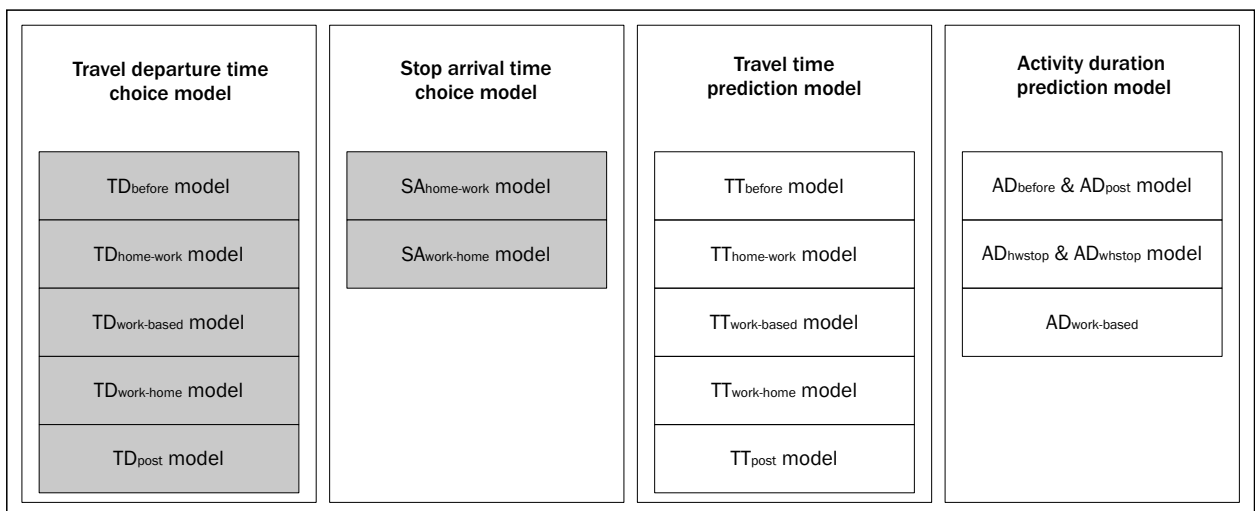 Travel departure time
choice model
TDbefore model
TDhome-work model
TDwork-based model
TDwork-home model
TDpost model
Stop arrival time
choice model
SAhome-work model
SAwork-home model
Travel time
prediction model
TTbefore model
TThome-work model
TTwork-based model
TTwork-home model
TTpost model
Activity duration
prediction model
ADbefore & ADpost model
ADhwstop & ADwhstop model
ADwork-based